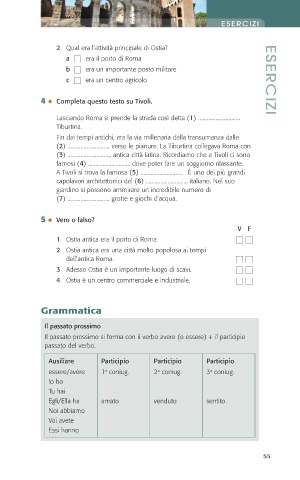 ESERCIZI
ESERCIZI
2 Qual era l'attività principale di Ostia?
a era il porto di Roma
b era un importante posto militare
c era un centro agricolo
4 Completa questo testo su Tivoli.
Lasciando Roma si prende la strada così detta (1) ..........................
Tiburtina.
Fin dai tempi antichi, era la via millenaria della transumanza dalle
(2) .......................... verso le pianure. La Tiburtina collegava Roma con
(3) .........................., antica città latina. Ricordiamo che a Tivoli ci sono
famosi (4) .......................... dove poter fare un soggiorno rilassante.
A Tivoli si trova la famosa (5) .......................... . È uno dei più grandi
capolavori architettonici del (6) .......................... italiano. Nel suo
giardino si possono ammirare un incredibile numero di
(7) .......................... grotte e giochi d'acqua.
5 Vero o falso?
V F
1 Ostia antica era il porto di Roma.
2 Ostia antica era una città molto popolosa ai tempi
dell'antica Roma.
3 Adesso Ostia è un importante luogo di scavi.
4 Ostia è un centro commerciale e industriale.
Grammatica
Il passato prossimo
Il passato prossimo si forma con il verbo avere (o essere) + il participio
passato del verbo.
Ausiliare Participio Participio Participio
essere/avere 1ª coniug. 2ª coniug. 3ª coniug.
Io ho
Tu hai
Egli/Ella ha amato venduto sentito
Noi abbiamo
Voi avete
Essi hanno
55